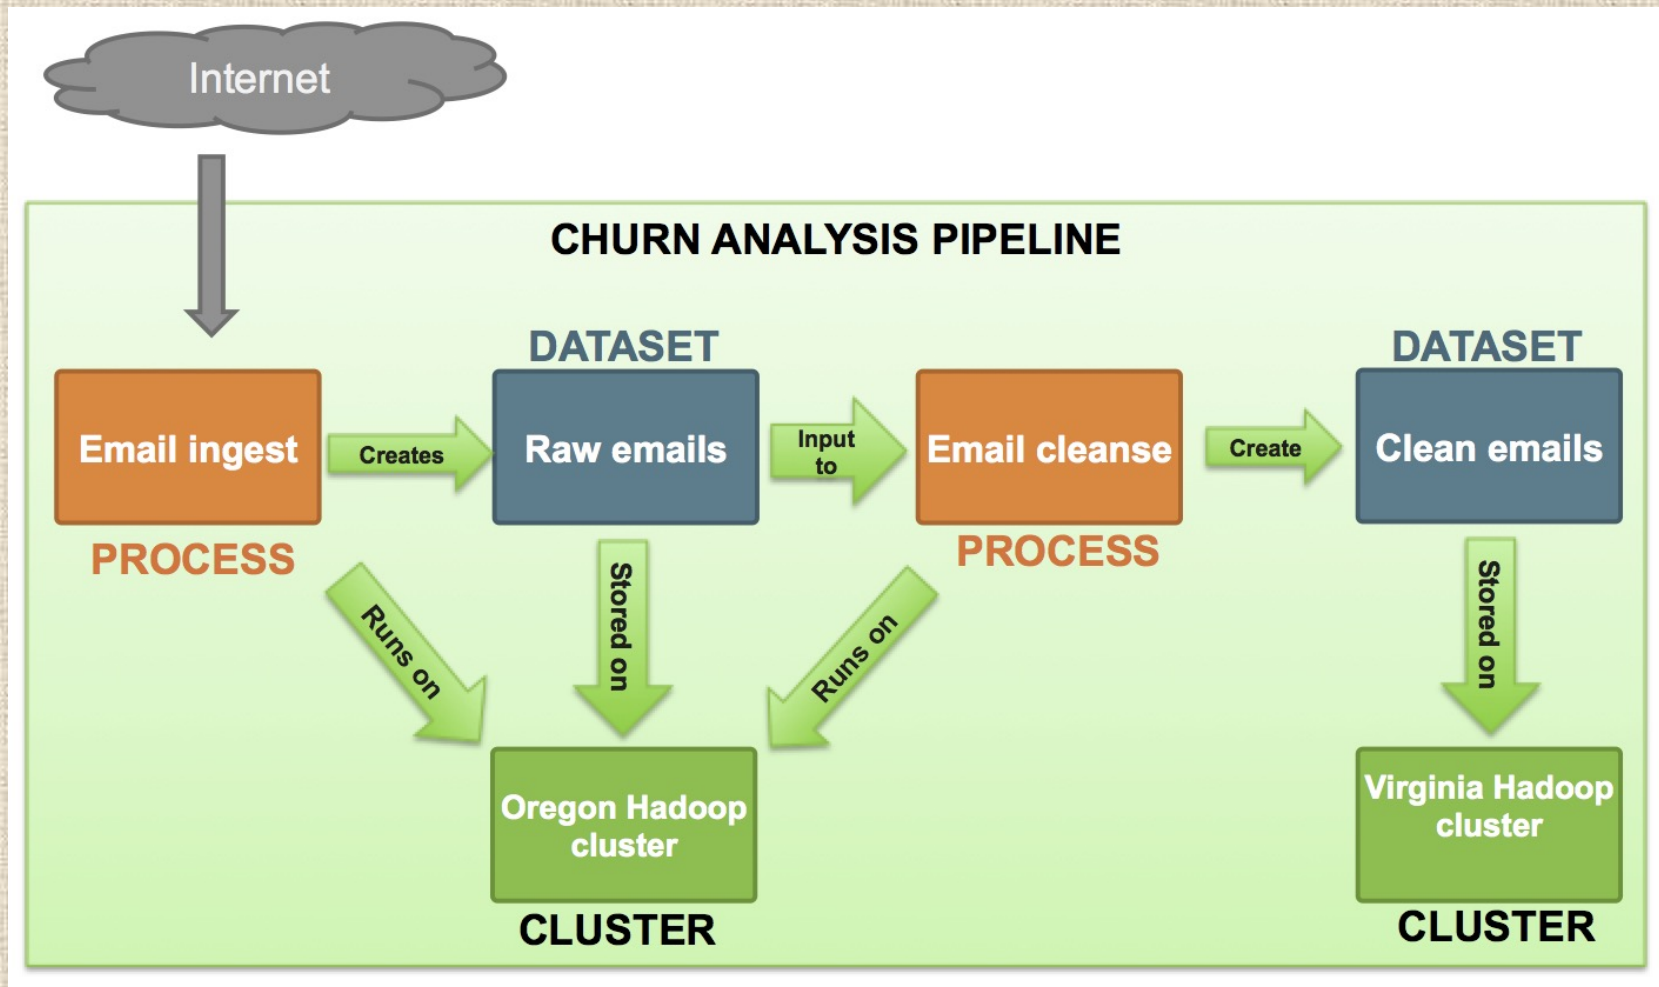 Internet
CHURN ANALYSIS PIPELINE
DATASET
DATASET
Email ingest
Creates
Raw emails
Input
to
Email cleanse
Create
Clean emails
PROCESS
PROCESS
Runs on
Stored on
Runs on
Stored on
Oregon Hadoop
cluster
Virginia Hadoop
cluster
CLUSTER
CLUSTER